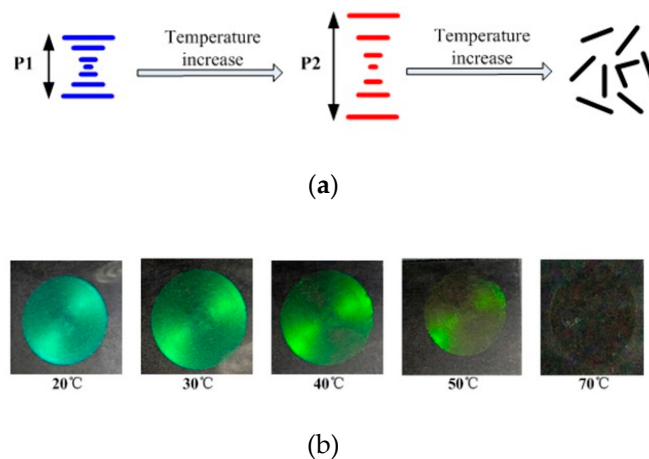 P1
Temperature
increase
P2
Temperature
increase
(a)
20℃
30℃
40℃
50℃
70℃
(b)